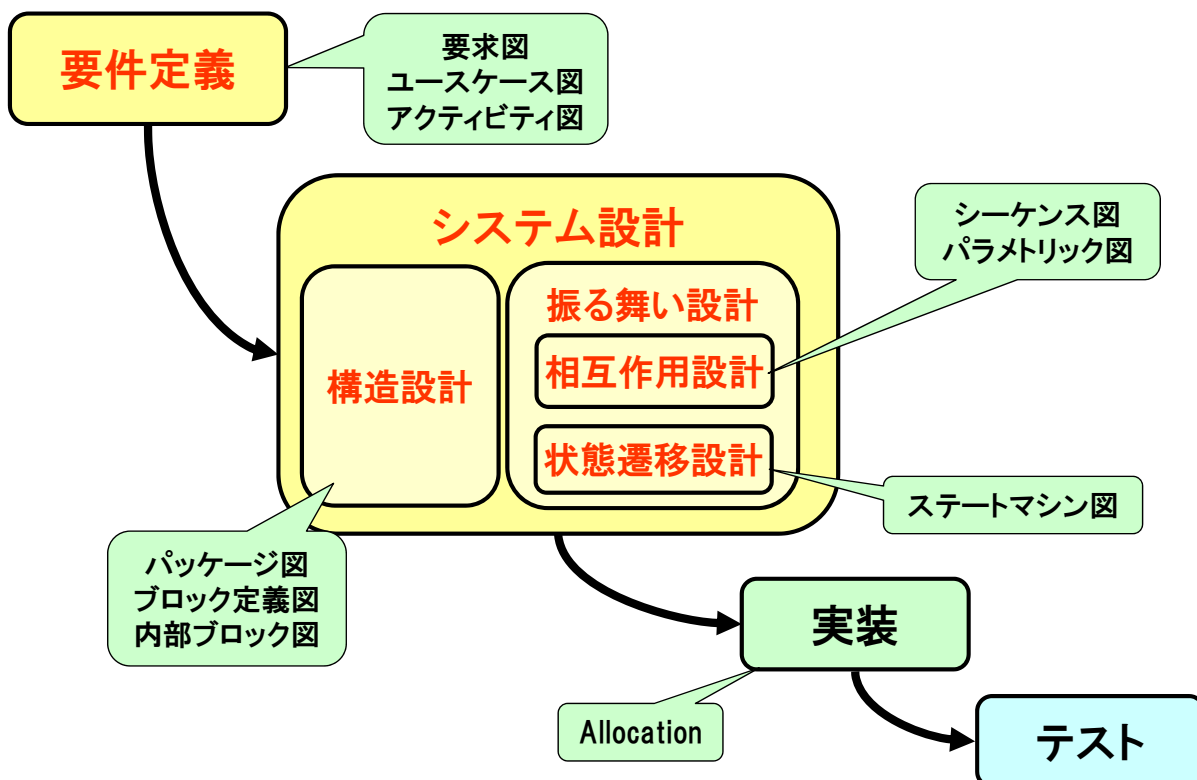 要件定義
要求図
ユースケース図
アクティビティ図
システム設計
構造設計
振る舞い設計
相互作用設計
状態遷移設計
シーケンス図
パラメトリック図
ステートマシン図
パッケージ図
ブロック定義図
内部ブロック図
実装
Allocation
テスト